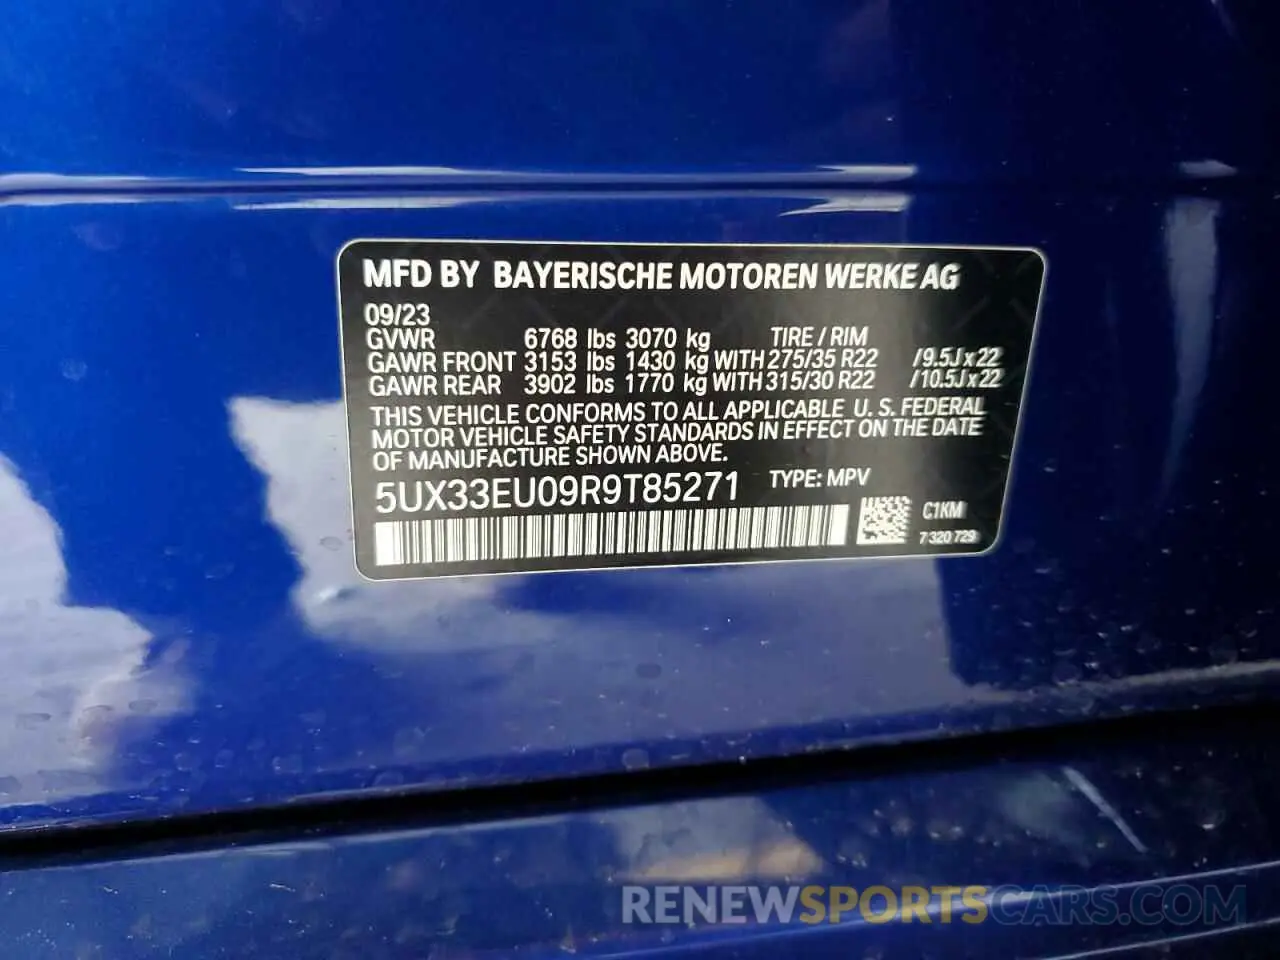 MFD BY BAYERISCHE MOTOREN WERKE AG
09/23
GVWR 6768 lbs 3070 kg TIRE / RIM
GAWR FRONT 3153 lbs 1430 kg WITH 275/35 R22 /9.5J x 22
GAWR REAR 3902 lbs 1770 kg WITH 315/30 R22 /10.5J x 22
THIS VEHICLE CONFORMS TO ALL APPLICABLE U. S. FEDERAL
MOTOR VEHICLE SAFETY STANDARDS IN EFFECT ON THE DATE
OF MANUFACTURE SHOWN ABOVE.
5UX33EU09R9T85271 TYPE: MPV
C1KM
7 320 729
RENEWSPORTSCARS.COM